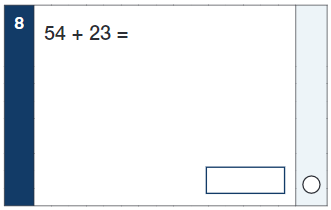 8
54 + 23 =